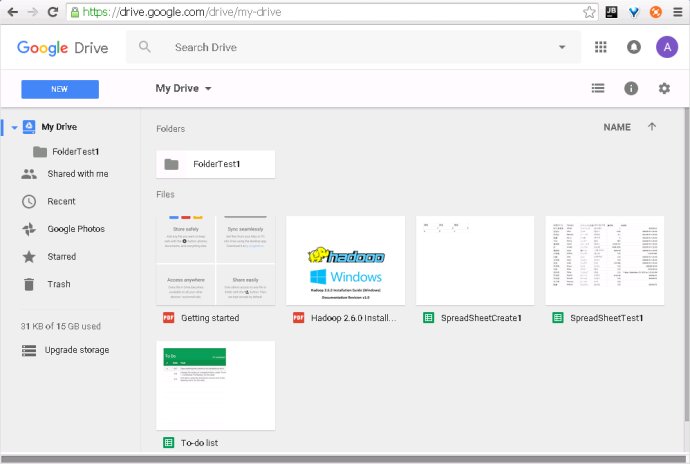 https://drive.google.com/drive/my-drive
JB
Google Drive
Search Drive
A
NEW
My Drive
My Drive
Folders
NAME
FolderTest1
FolderTest1
Shared with me
Files
Recent
Google Photos
Starred
Trash
Store safely
Sync seamlessly
Access anywhere
Share easily
hadoop
Windows
Hadoop 2.6.0 Installation Guide (Windows)
Documentation Revision v1.0
Getting started
Hadoop 2.6.0 Install...
SpreadSheetCreate1
SpreadSheetTest1
31 KB of 15 GB used
Upgrade storage
To Do
To-do list
PDF
PDF